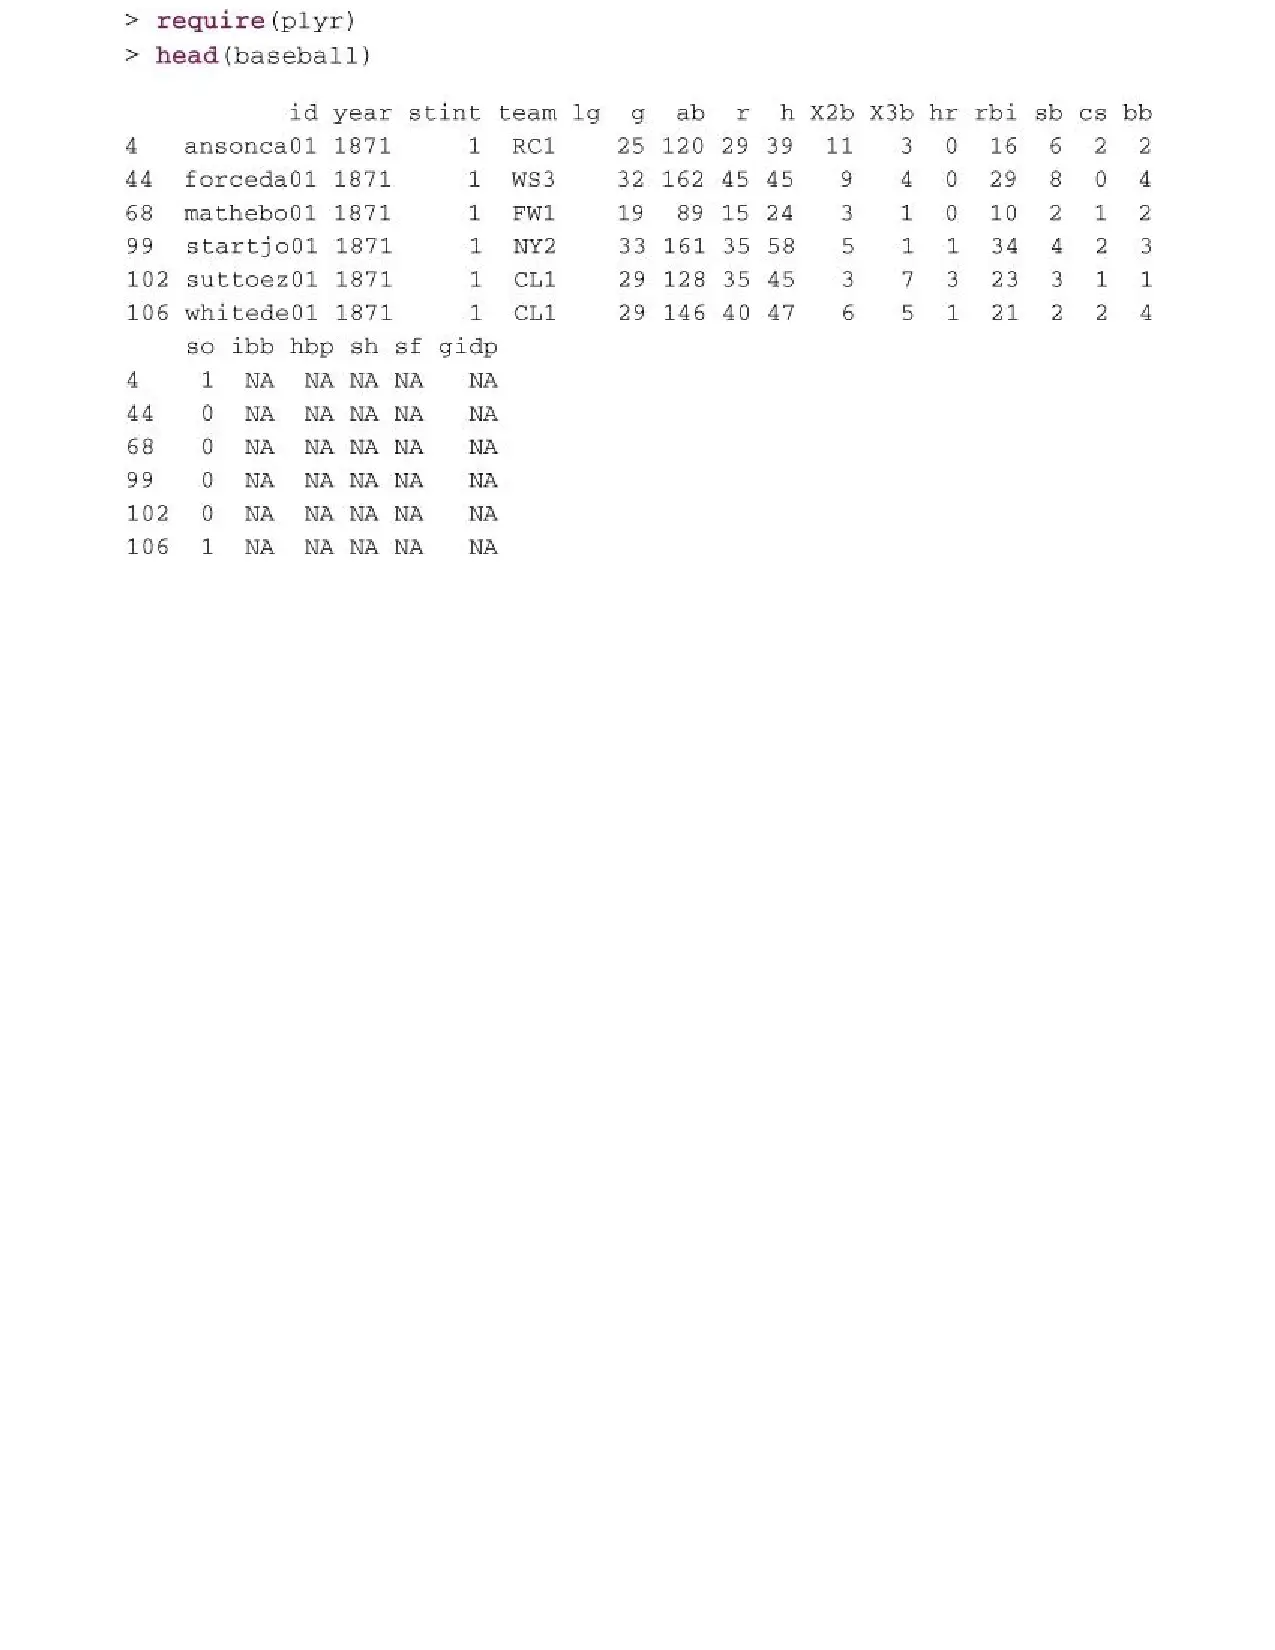 > require(plyr)
> head(baseball)
id year stint team lg g ab r h X2b X3b hr rbi sb cs bb
4 ansonca01 1871 1 RC1 25 120 29 39 11 3 0 16 6 2 2
44 forceda01 1871 1 WS3 32 162 45 45 9 4 0 29 8 0 4
68 mathebo01 1871 1 FW1 19 89 15 24 3 1 0 10 2 1 2
99 startjo01 1871 1 NY2 33 161 35 58 5 1 1 34 4 2 3
102 suttoez01 1871 1 CL1 29 128 35 45 3 7 3 23 3 1 1
106 whitede01 1871 1 CL1 29 146 40 47 6 5 1 21 2 2 4
so ibb hbp sh sf gidp
4 1 NA NA NA NA NA
44 0 NA NA NA NA NA
68 0 NA NA NA NA NA
99 0 NA NA NA NA NA
102 0 NA NA NA NA NA
106 1 NA NA NA NA NA